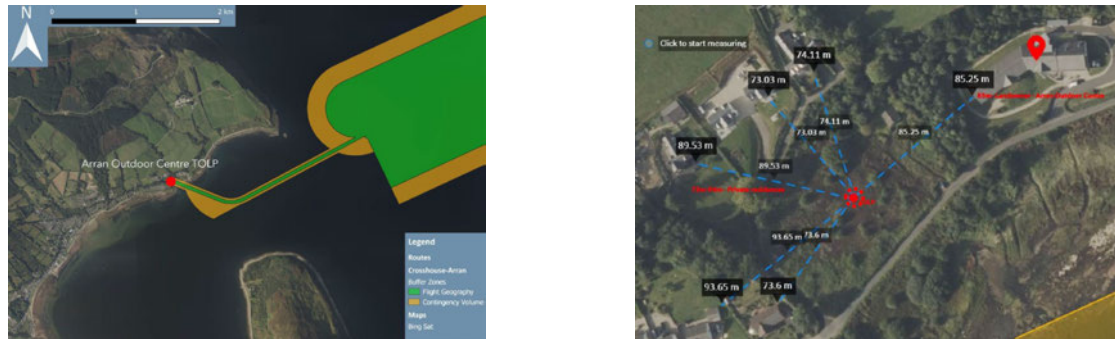 N
0 1 2 km
Arran Outdoor Centre TOLP
Legend
Routes
Crosshouse-Arran
Buffer Zones
Flight Geography
Contingency Volume
Maps
Bing Sat
Click to start measuring
74.11 m
73.03 m
85.25 m
74.11 m
73.03 m
85.25 m
89.53 m
89.53 m
93.65 m
73.6 m
93.65 m
73.6 m